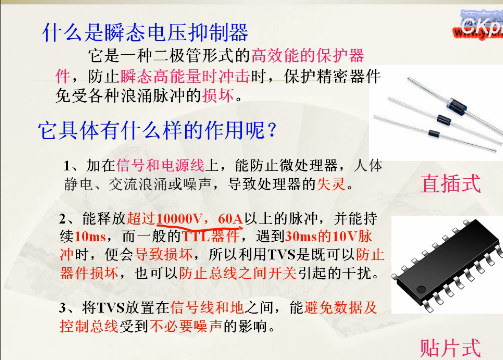 什么是瞬态电压抑制器
它是一种二极管形式的高效能的保护器
件，防止瞬态高能量时冲击时，保护精密器件
免受各种浪涌脉冲的损坏。
它具体有什么样的作用呢？
1、加在信号和电源线上，能防止微处理器，人体
静电、交流浪涌或噪声，导致处理器的失灵。
直插式
2、能释放超过10000V，60A以上的脉冲，并能持
续10ms，而一般的TTL器件，遇到30ms的10V脉
冲时，便会导致损坏，所以利用TVS是既可以防止
器件损坏，也可以防止总线之间开关引起的干扰。
3、将TVS放置在信号线和地之间，能避免数据及
控制总线受到不必要噪声的影响。
贴片式